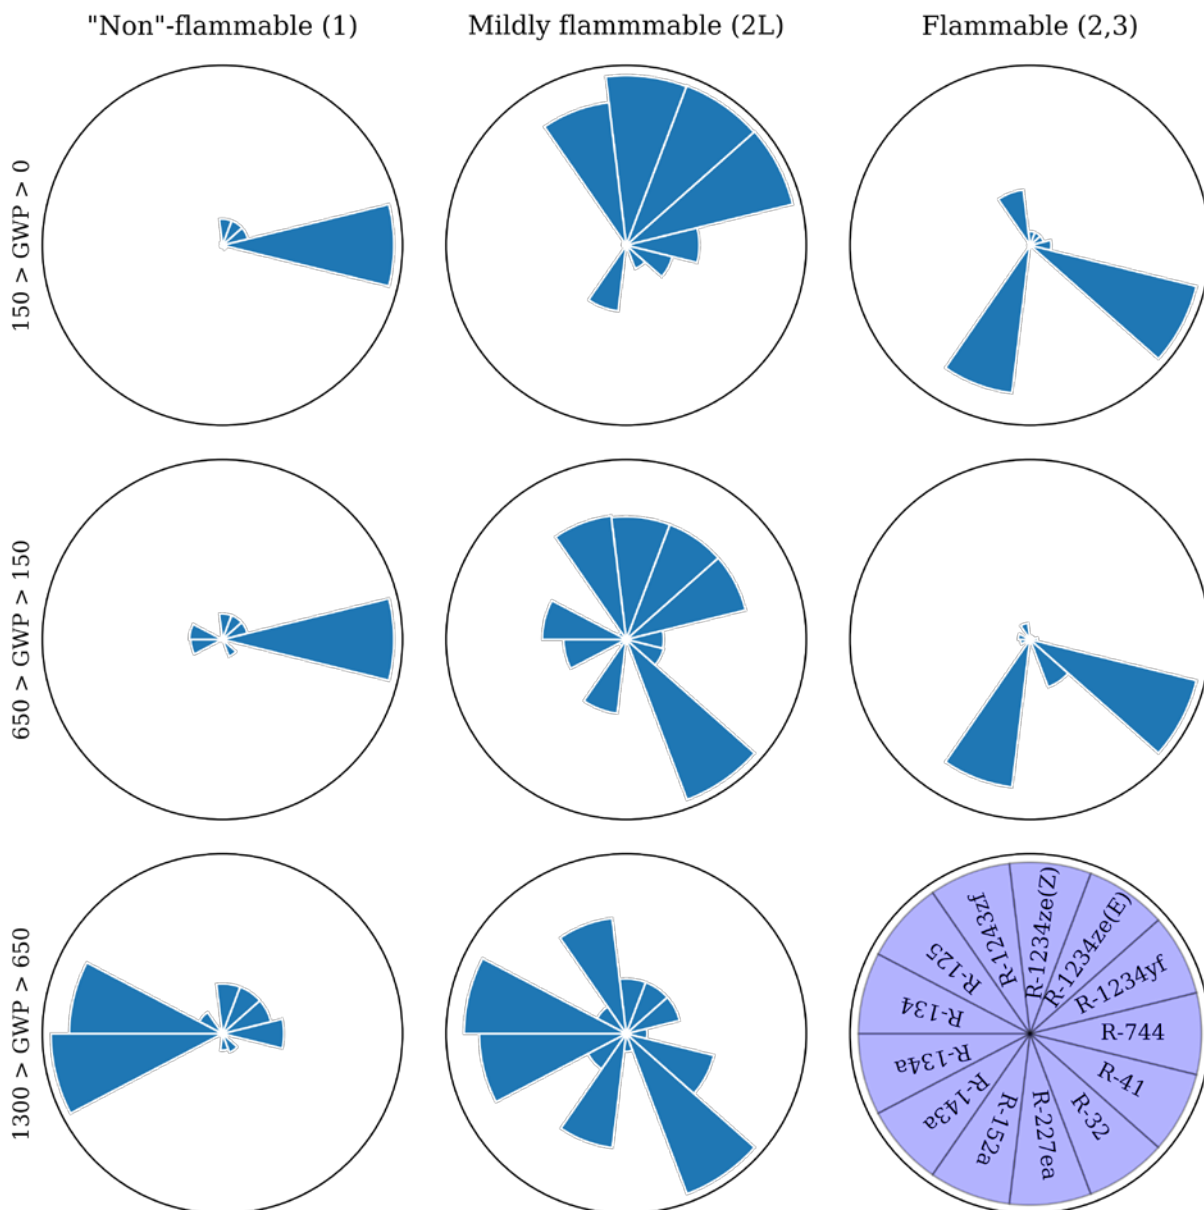 "Non"-flammable (1)
Mildly flammmable (2L)
Flammable (2,3)
150 > GWP > 0
650 > GWP > 150
1300 > GWP > 650
R-1234ze(Z)
R-1234ze(E)
R-1234yf
R-744
R-41
R-32
R-227ea
R-152a
R-143a
R-134a
R-134
R-125
R-1243zf